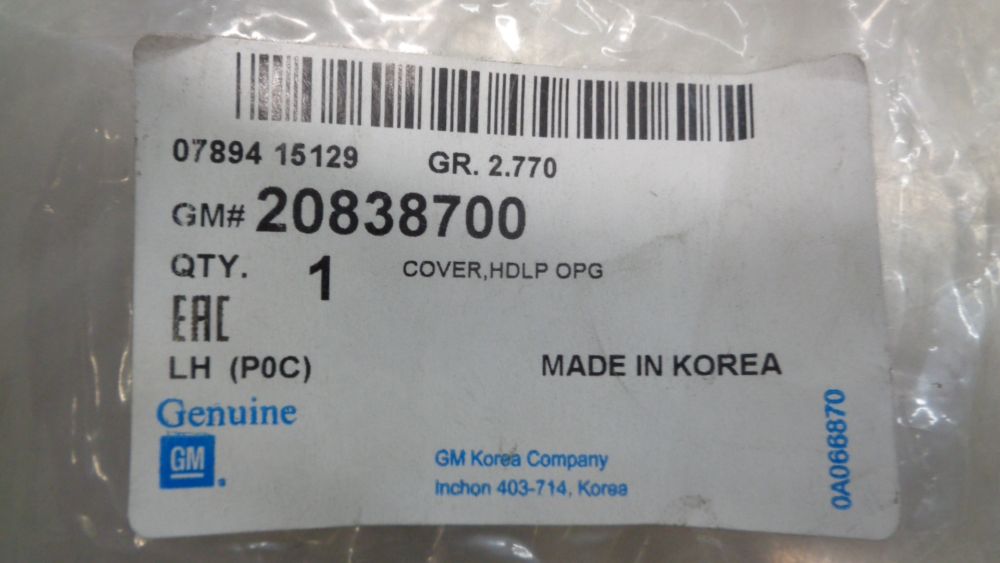 07894 15129 GR. 2.770
GM# 20838700
QTY. 1 COVER,HDLP OPG
EAC
LH (P0C) MADE IN KOREA
Genuine
GM
GM Korea Company
Inchon 403-714, Korea
0A066870